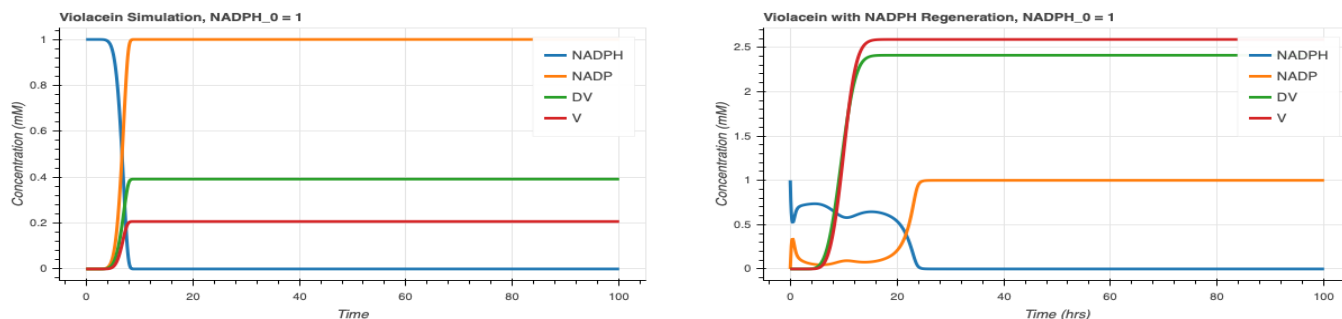 Violacein Simulation, NADPH_0 = 1
1
0.8
0.6
0.4
0.2
0
Concentration (mM)
0 20 40 60 80 100
Time
NADPH
NADP
DV
V
Violacein with NADPH Regeneration, NADPH_0 = 1
2.5
2
1.5
1
0.5
0
Concentration (mM)
0 20 40 60 80 100
Time (hrs)
NADPH
NADP
DV
V